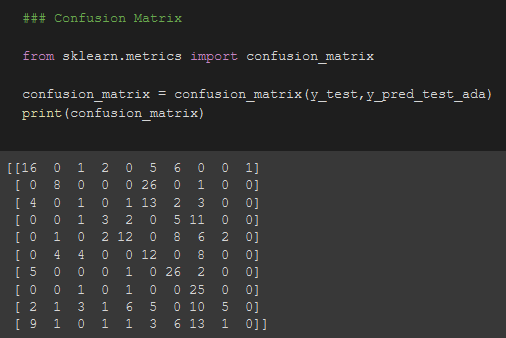 ### Confusion Matrix
from sklearn.metrics import confusion_matrix
confusion_matrix = confusion_matrix(y_test,y_pred_test_ada)
print(confusion_matrix)
[[16  0  1  2  0  5  6  0  0  1]
 [ 0  8  0  0  0 26  0  1  0  0]
 [ 4  0  1  0  1 13  2  3  0  0]
 [ 0  0  1  3  2  0  5 11  0  0]
 [ 0  1  0  2 12  0  8  6  2  0]
 [ 0  4  4  0  0 12  0  8  0  0]
 [ 5  0  0  0  1  0 26  2  0  0]
 [ 0  0  1  0  1  0  0 25  0  0]
 [ 2  1  3  1  6  5  0 10  5  0]
 [ 9  1  0  1  1  3  6 13  1  0]]